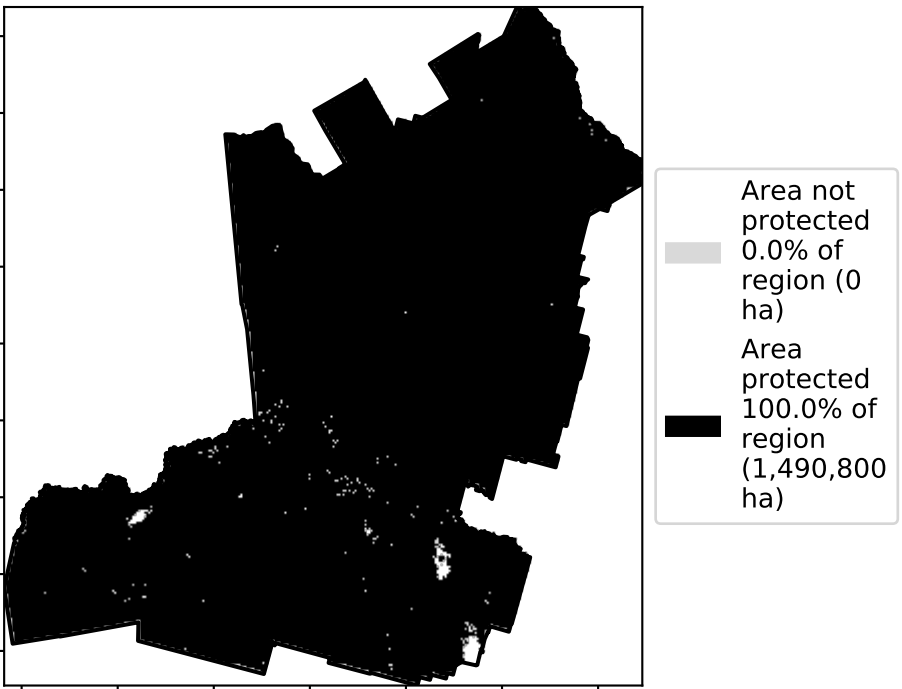 Area not
protected
0.0% of
region (0
ha)
Area
protected
100.0% of
region
(1,490,800
ha)